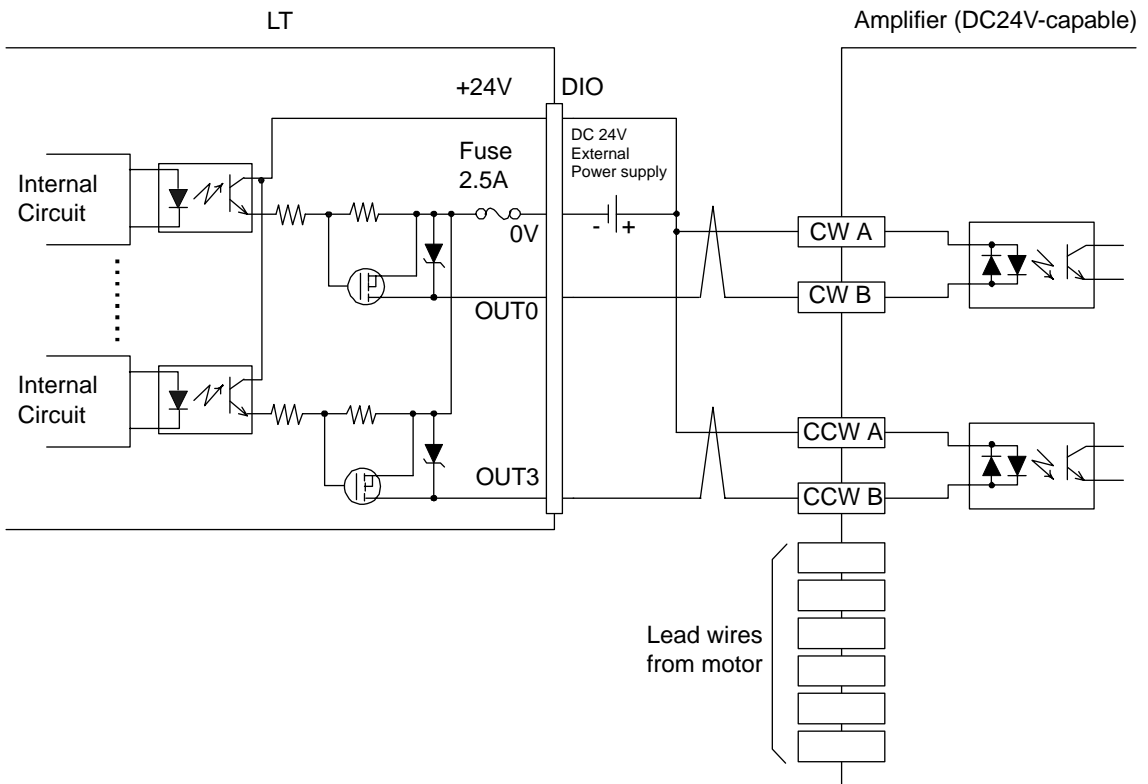 LT
Amplifier (DC24V-capable)
+24V
DIO
DC 24V
External
Power supply
Fuse
2.5A
Internal
Circuit
0V
- +
CW A
OUT0
CW B
Internal
Circuit
CCW A
OUT3
CCW B
Lead wires
from motor